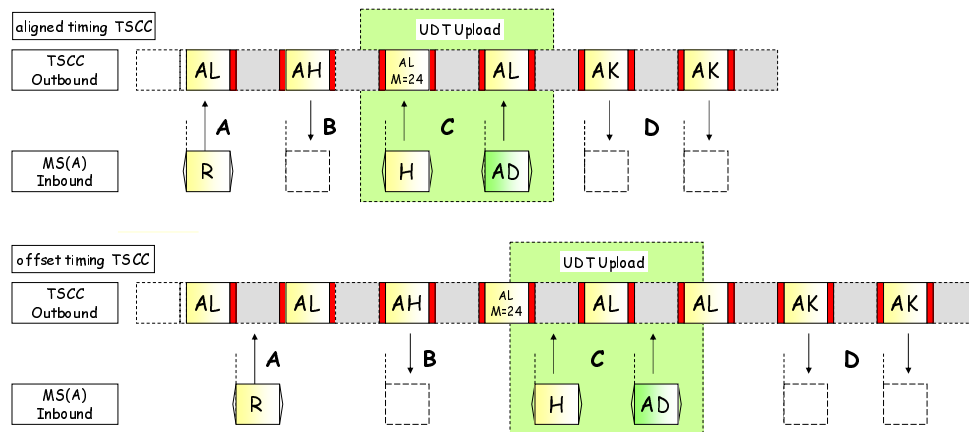 aligned timing TSCC
UDT Upload
TSCC
Outbound
AL
AH
AL
M=24
AL
AK
AK
A
B
C
D
MS(A)
Inbound
R
H
AD
offset timing TSCC
UDT Upload
TSCC
Outbound
AL
AL
AH
AL
M=24
AL
AL
AK
AK
A
B
C
D
MS(A)
Inbound
R
H
AD